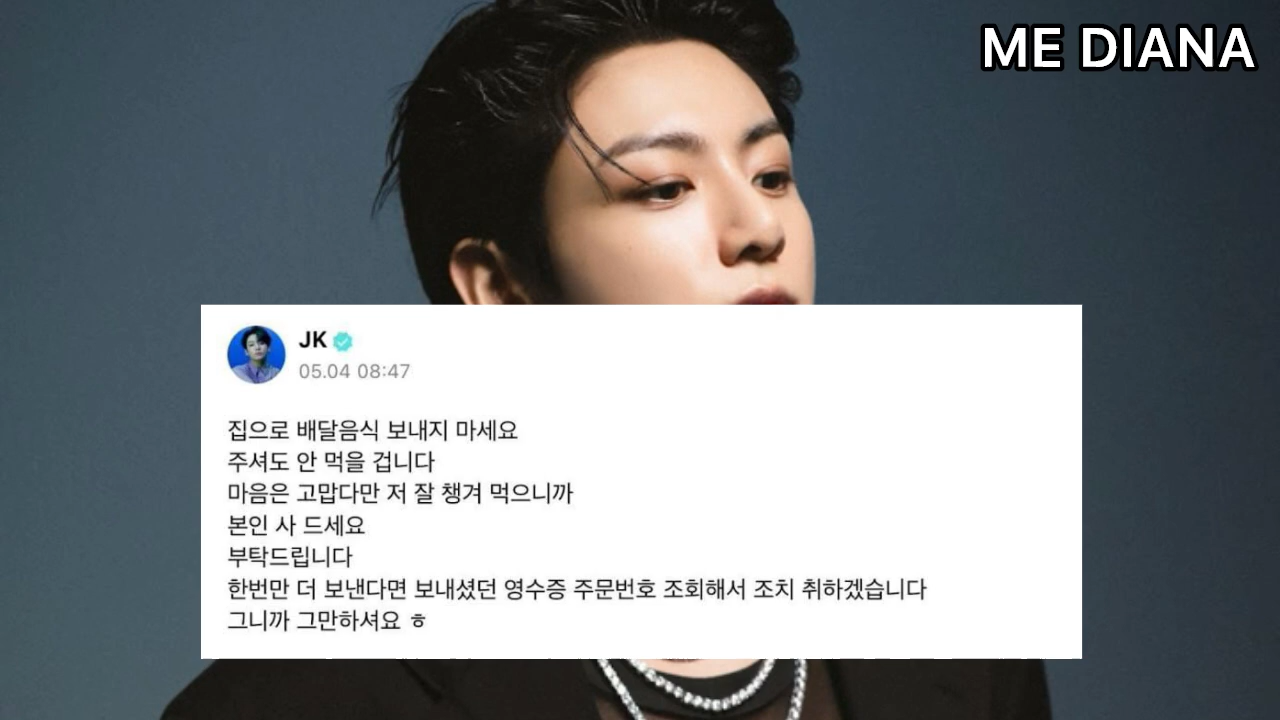 ME DIANA
JK
05.04 08:47
집으로 배달음식 보내지 마세요
주셔도 안 먹을 겁니다
마음은 고맙다만 저 잘 챙겨 먹으니까
본인 사 드세요
부탁드립니다
한번만 더 보낸다면 보내셨던 영수증 주문번호 조회해서 조치 취하겠습니다
그니까 그만하셔요 ㅎ